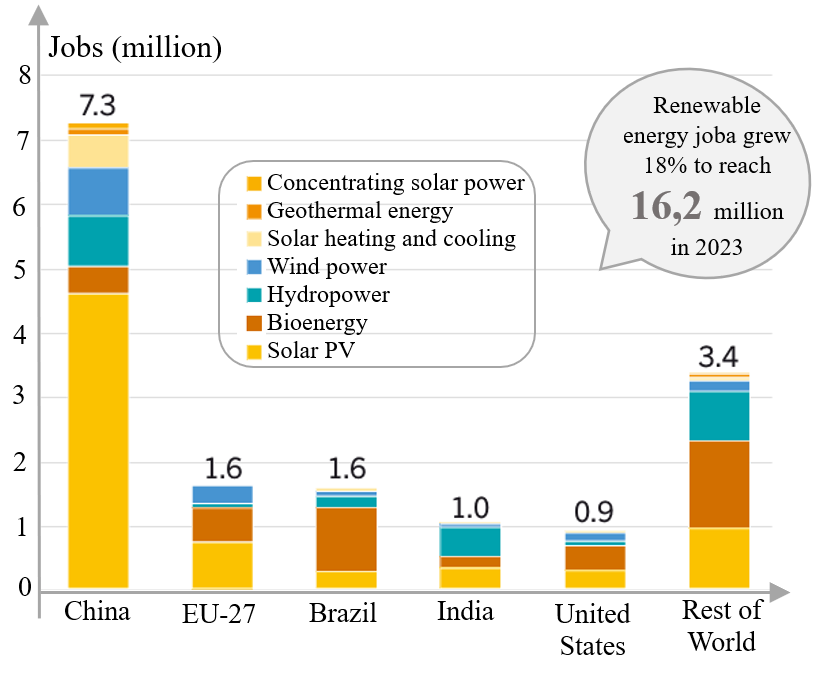 Jobs (million)
8
7
6
5
4
3
2
1
0
7.3
1.6
1.6
1.0
0.9
3.4
Concentrating solar power
Geothermal energy
Solar heating and cooling
Wind power
Hydropower
Bioenergy
Solar PV
Renewable
energy joba grew
18% to reach
16,2 million
in 2023
China
EU-27
Brazil
India
United
States
Rest of
World